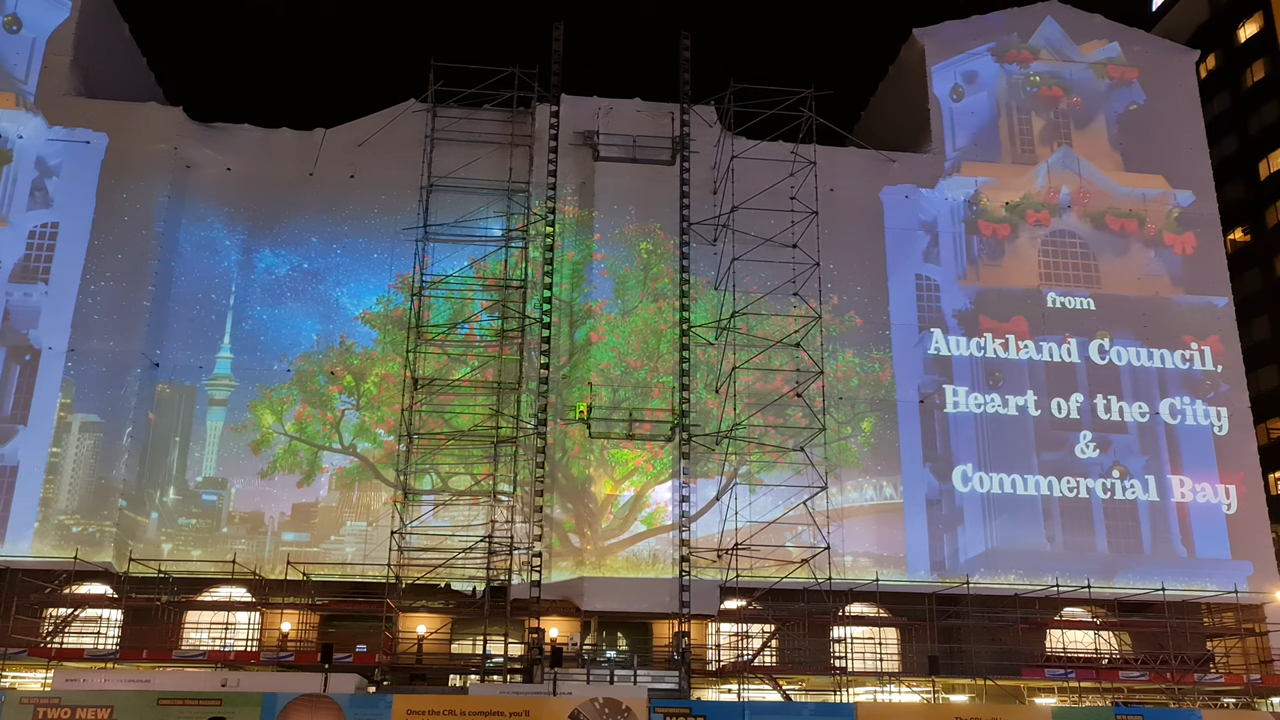 from
Auckland Council,
Heart of the City
&
Commercial Bay
TWO NEW
Once the CRL is complete, you'll